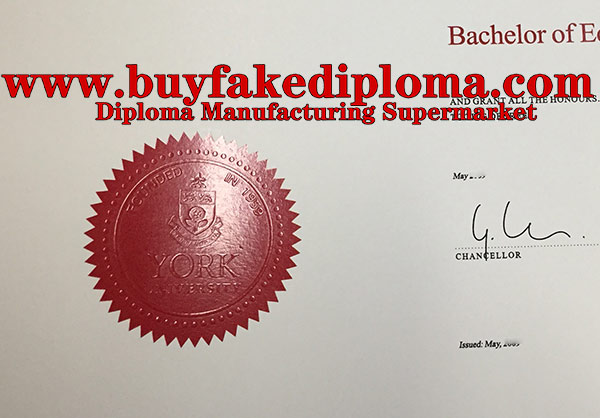 Bachelor of E
www.buyfakediploma.com
Diploma Manufacturing Supermarket
AND GRANT ALL THE HONOURS
FOUNDED IN 1959
YORK
UNIVERSITY
May
CHANCELLOR
Issued: May, 2009